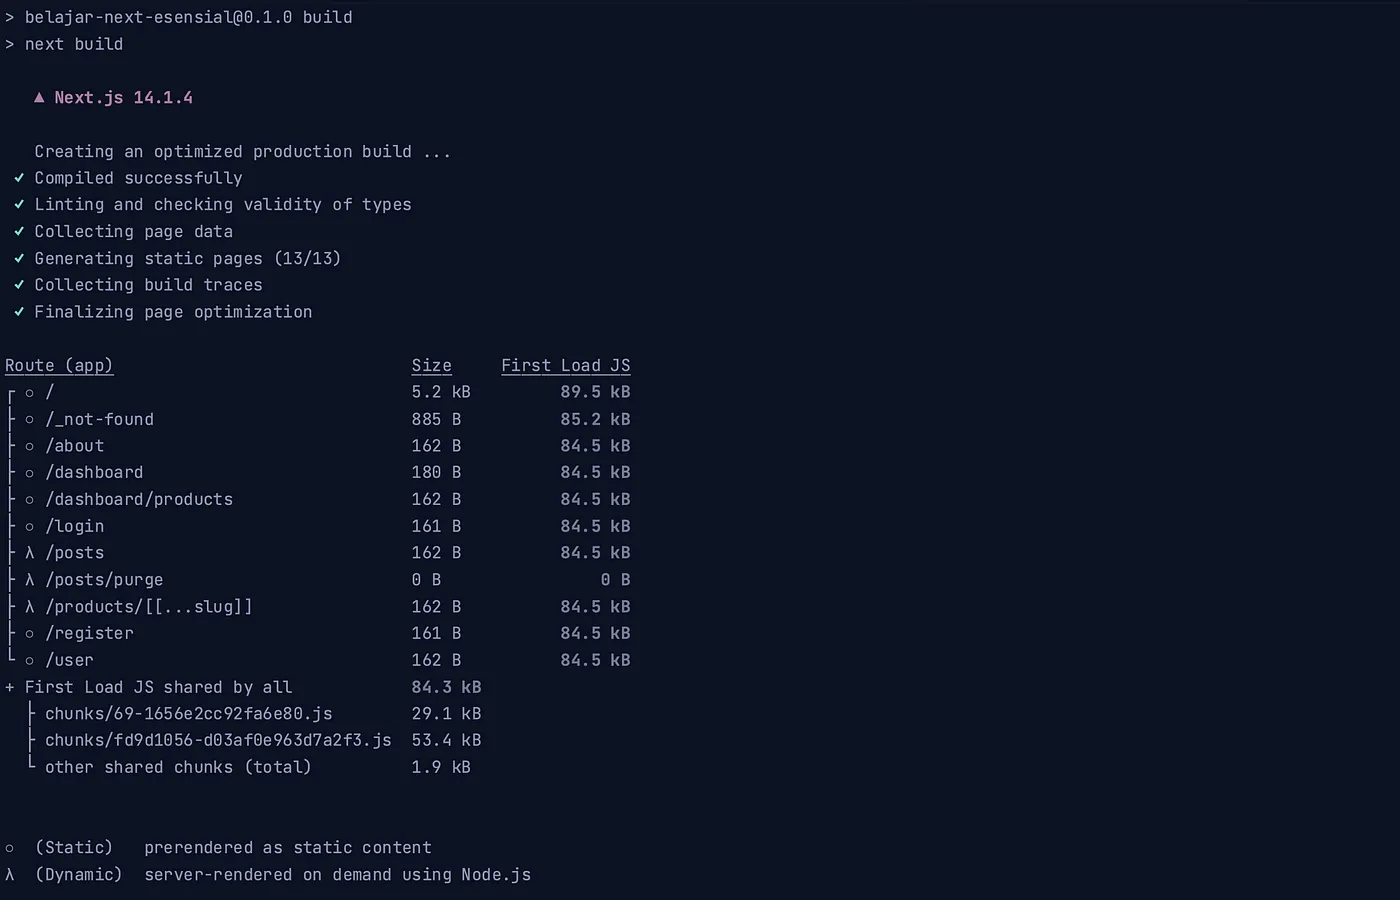 > belajar-next-esensial@0.1.0 build
> next build
▲ Next.js 14.1.4
Creating an optimized production build ...
✓ Compiled successfully
✓ Linting and checking validity of types
✓ Collecting page data
✓ Generating static pages (13/13)
✓ Collecting build traces
✓ Finalizing page optimization
Route (app)                              Size     First Load JS
┌ ○ /                                    5.2 kB         89.5 kB
├ ○ /_not-found                          885 B          85.2 kB
├ ○ /about                               162 B          84.5 kB
├ ○ /dashboard                           180 B          84.5 kB
├ ○ /dashboard/products                  162 B          84.5 kB
├ ○ /login                               161 B          84.5 kB
├ λ /posts                               162 B          84.5 kB
├ λ /posts/purge                         0 B                0 B
├ λ /products/[[...slug]]                162 B          84.5 kB
├ ○ /register                            161 B          84.5 kB
└ ○ /user                                162 B          84.5 kB
+ First Load JS shared by all            84.3 kB
  ├ chunks/69-1656e2cc92fa6e80.js        29.1 kB
  ├ chunks/fd9d1056-d03af0e963d7a2f3.js  53.4 kB
  └ other shared chunks (total)          1.9 kB
○  (Static)   prerendered as static content
λ  (Dynamic)  server-rendered on demand using Node.js